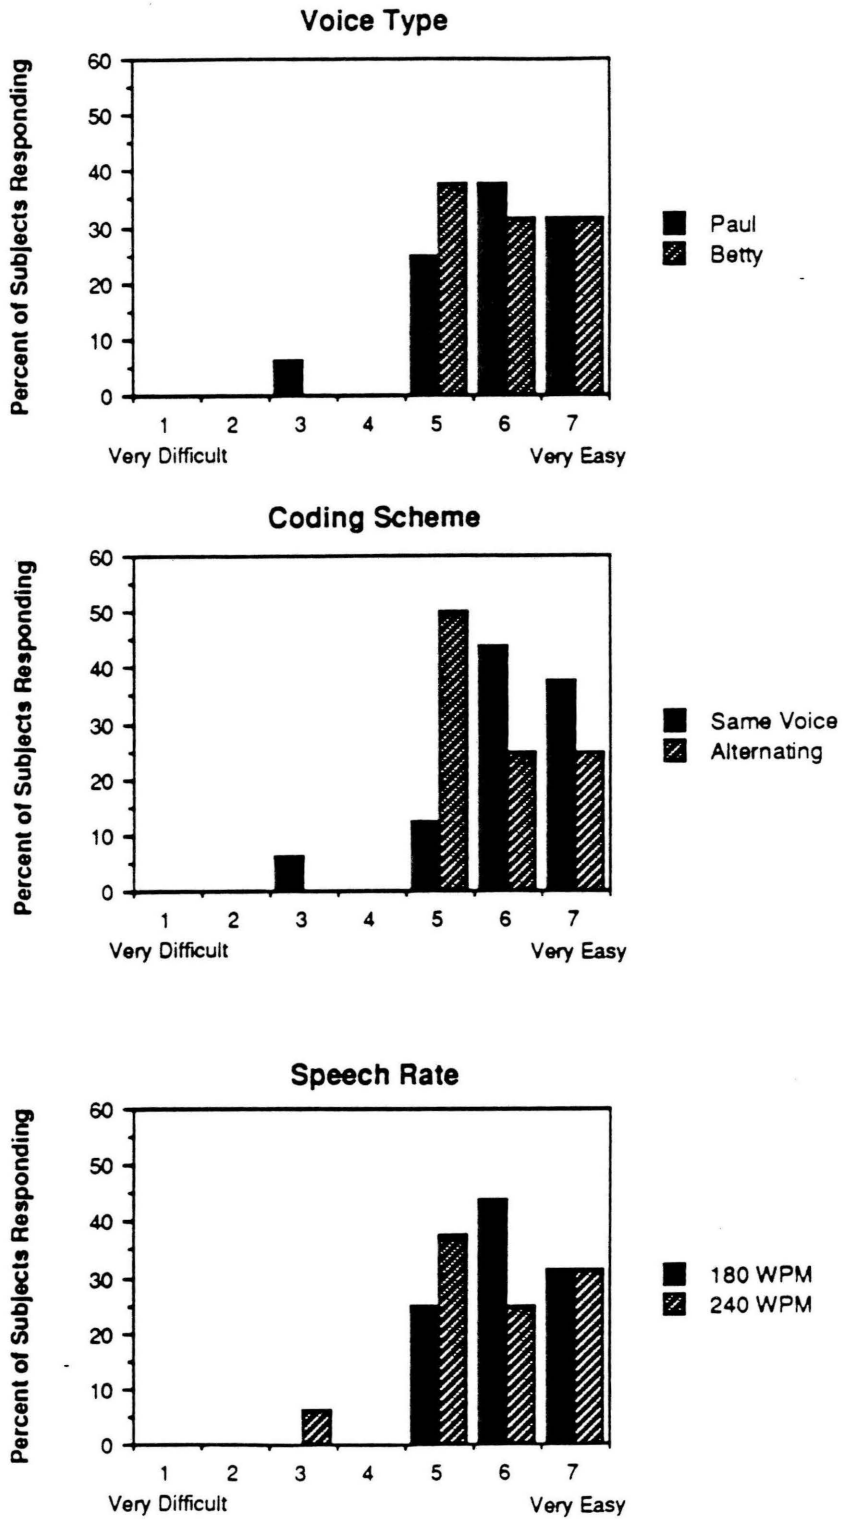 Voice Type
Percent of Subjects Responding
60
50
40
30
20
10
0
1 2 3 4 5 6 7
Very Difficult Very Easy
Paul
Betty
Coding Scheme
Percent of Subjects Responding
60
50
40
30
20
10
0
1 2 3 4 5 6 7
Very Difficult Very Easy
Same Voice
Alternating
Speech Rate
Percent of Subjects Responding
60
50
40
30
20
10
0
1 2 3 4 5 6 7
Very Difficult Very Easy
180 WPM
240 WPM